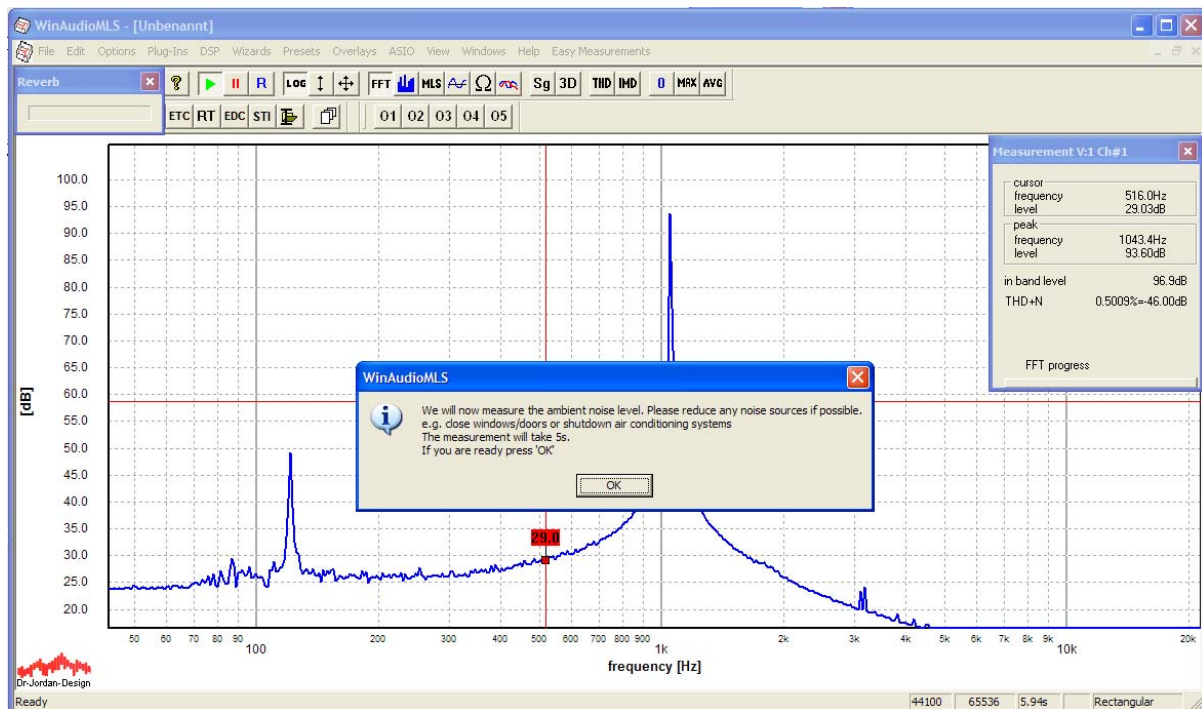 WinAudioMLS - [Unbenannt]
File Edit Options Plug-Ins DSP Wizards Presets Overlays ASIO View Windows Help Easy Measurements
Reverb
? R LOG FFT MLS Ω Sg 3D THD IMD 0 MAX AVG
ETC RT EDC STI O1 O2 O3 O4 O5
Measurement V:1 Ch#1
cursor
frequency 516.0Hz
level 29.03dB
peak
frequency 1043.4Hz
level 93.60dB
in band level 96.9dB
THD+N 0.5009%=-46.00dB
FFT progress
100.0
95.0
90.0
85.0
80.0
75.0
70.0
65.0
60.0
55.0
50.0
45.0
40.0
35.0
30.0
25.0
20.0
[dB]
WinAudioMLS
We will now measure the ambient noise level. Please reduce any noise sources if possible.
e.g. close windows/doors or shutdown air conditioning systems
The measurement will take 5s.
If you are ready press 'OK'
OK
29.0
50 60 70 80 90 100 200 300 400 500 600 700 800 900 1k 2k 3k 4k 5k 6k 7k 8k 9k 10k 20k
frequency [Hz]
Dr-Jordan-Design
Ready 44100 65536 5.94s Rectangular